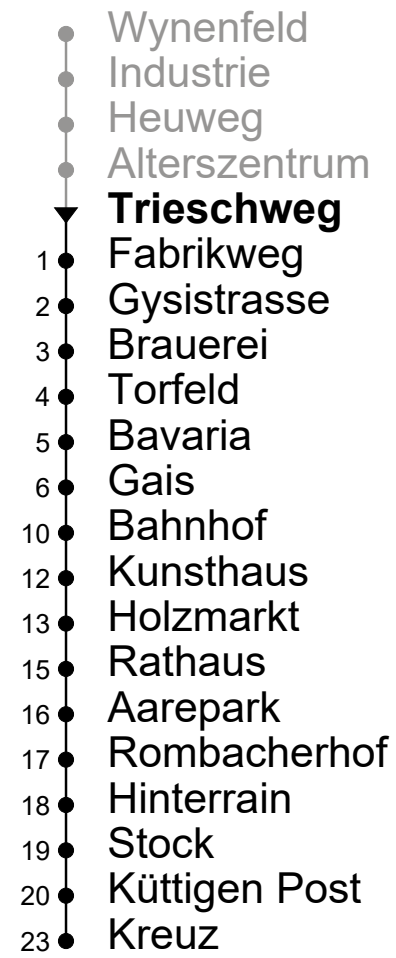 Wynenfeld
Industrie
Heuweg
Alterszentrum
Trieschweg
1 Fabrikweg
2 Gysistrasse
3 Brauerei
4 Torfeld
5 Bavaria
6 Gais
10 Bahnhof
12 Kunsthaus
13 Holzmarkt
15 Rathaus
16 Aarepark
17 Rombacherhof
18 Hinterrain
19 Stock
20 Küttigen Post
23 Kreuz